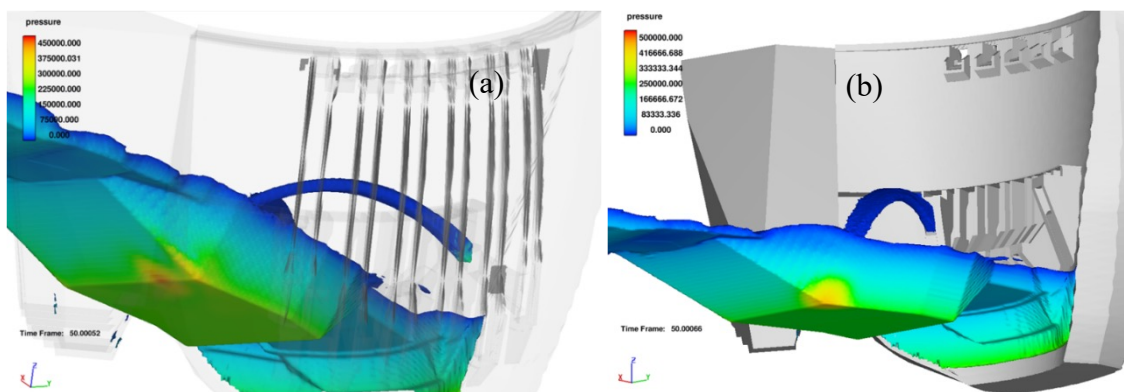 pressure
450000.000
375000.031
300000.000
225000.000
150000.000
75000.000
0.000
(a)
Time Frame: 50.00052
X
Z
Y
pressure
500000.000
416666.688
333333.344
250000.000
166666.672
83333.336
0.000
(b)
Time Frame: 50.00066
X
Z
Y